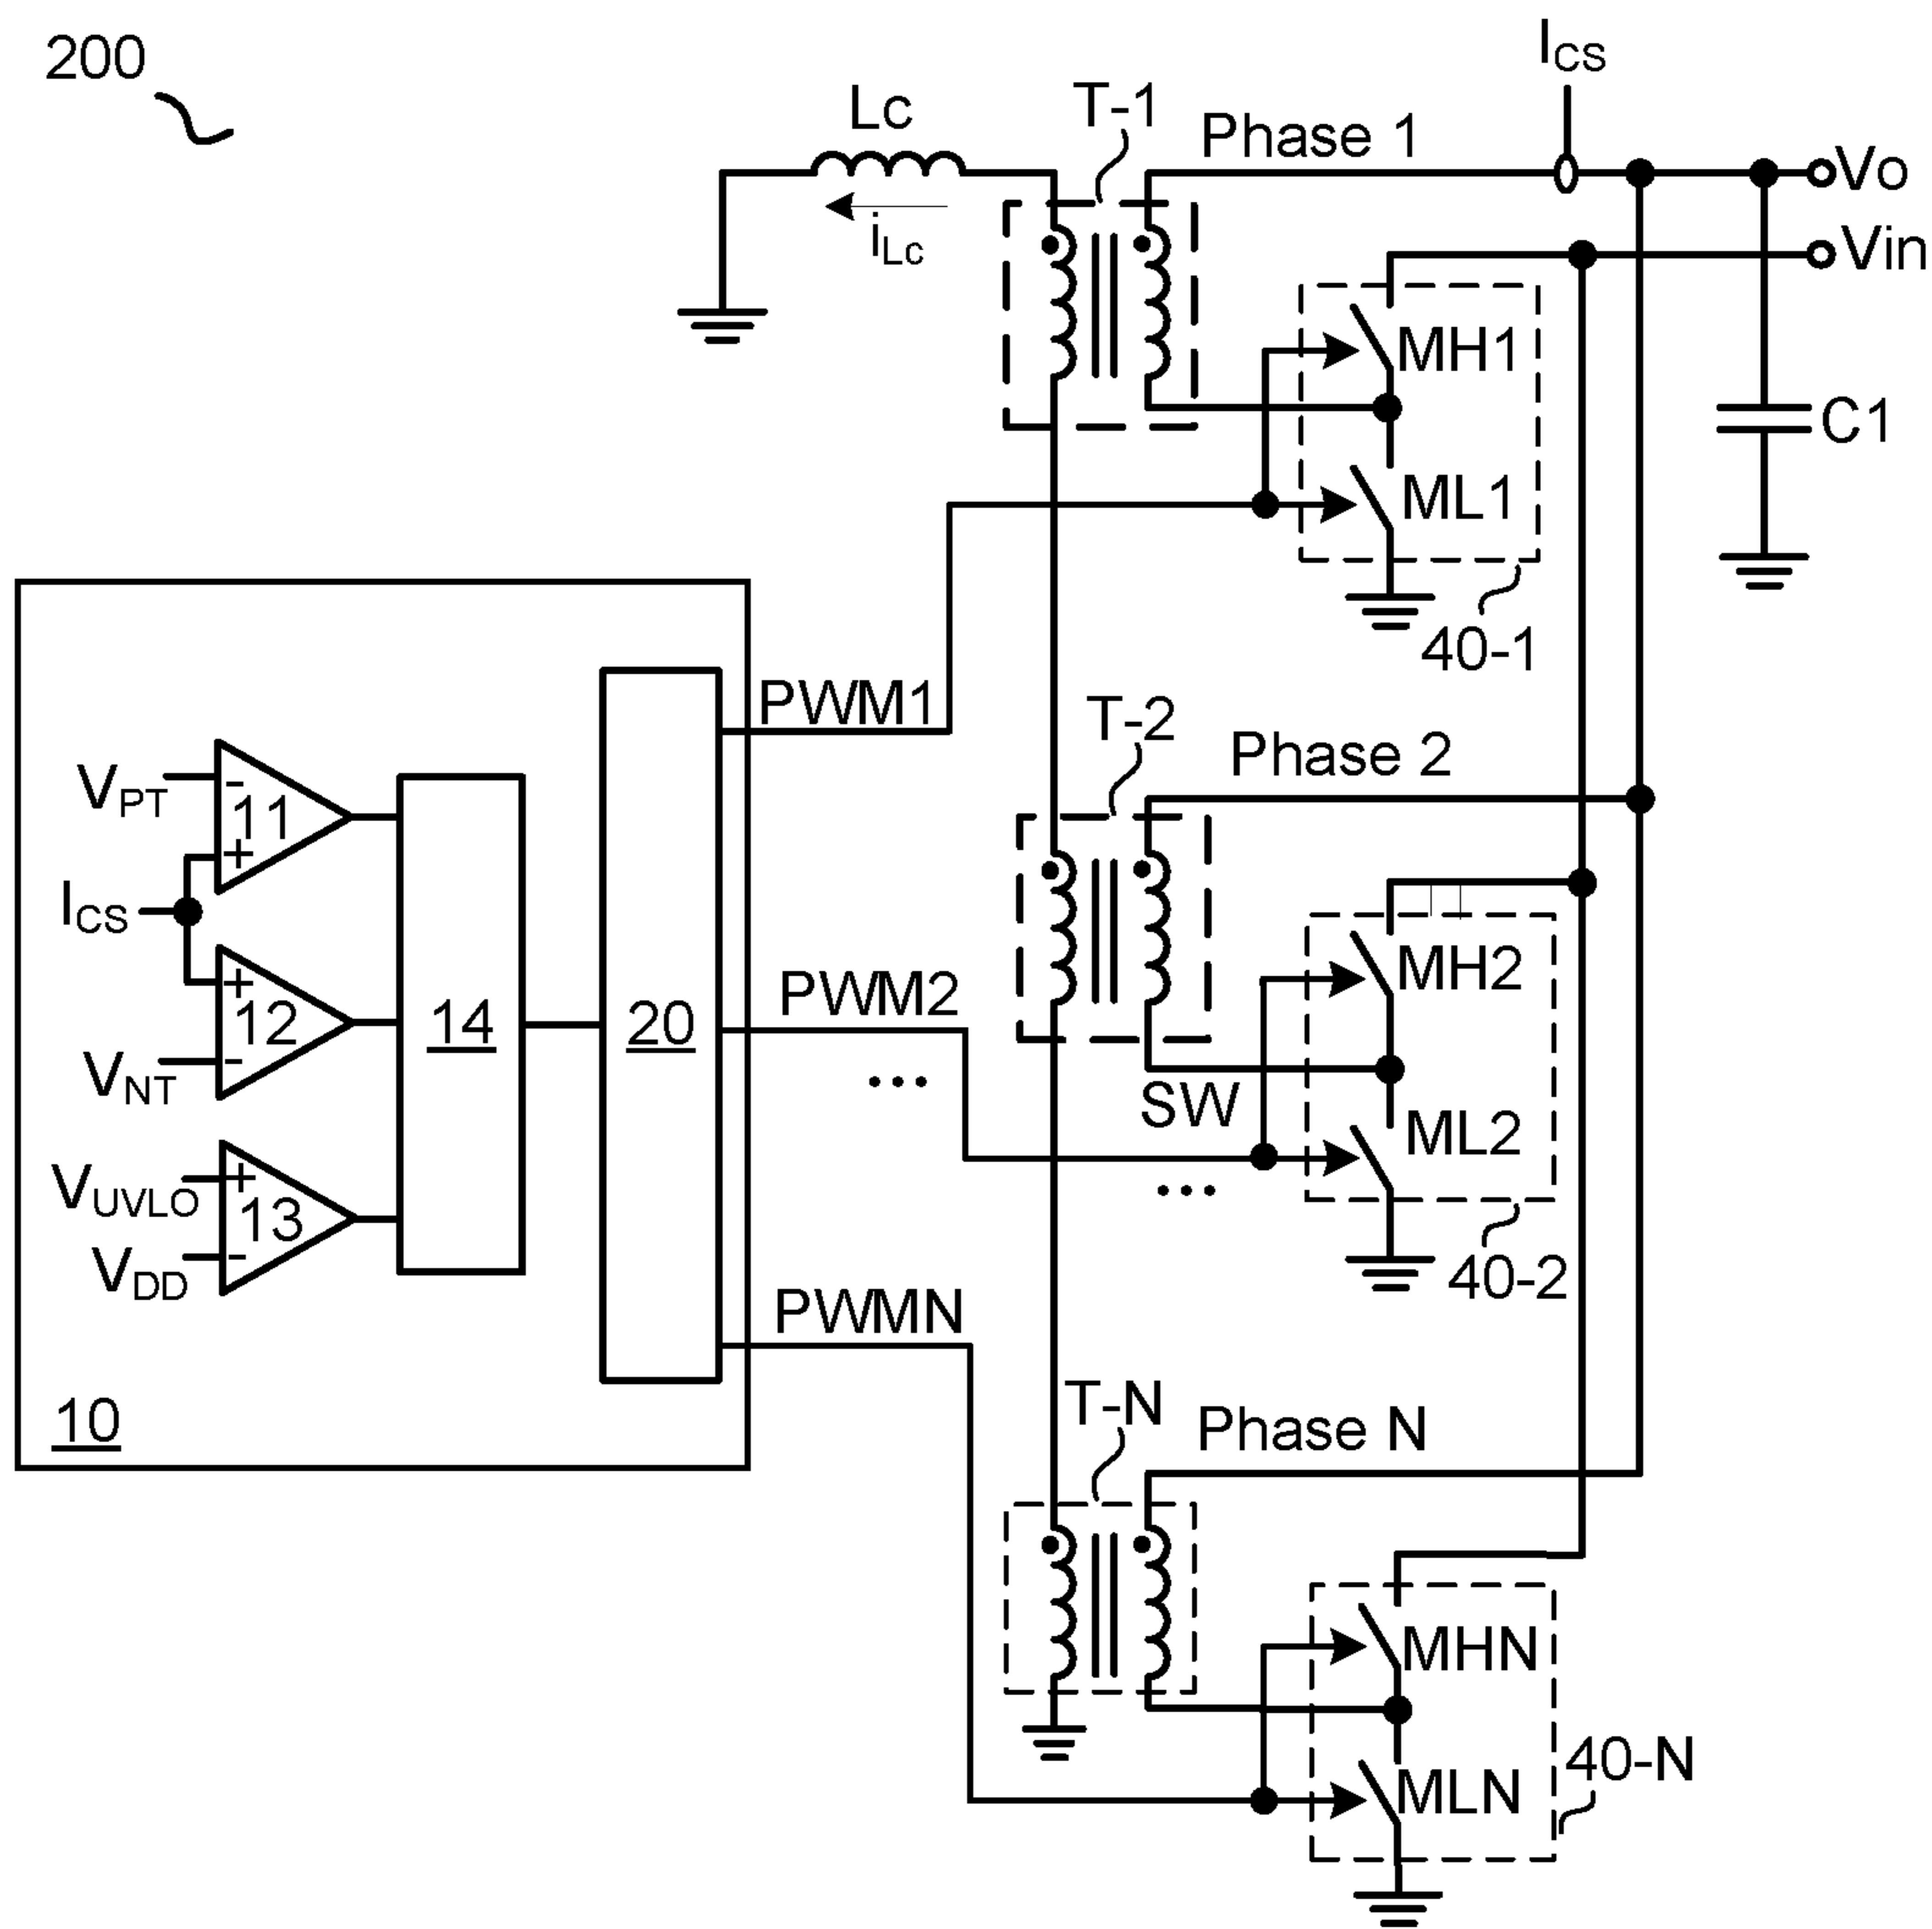 200
ICS
Lc
T-1
Phase 1
Vo
iLc
Vin
MH1
C1
ML1
40-1
PWM1
T-2
Phase 2
VPT
-
11
+
ICS
MH2
+
12
14
20
PWM2
VNT
-
...
SW
ML2
VUVLO
+
13
...
VDD
-
40-2
PWMN
T-N
Phase N
10
MHN
40-N
MLN